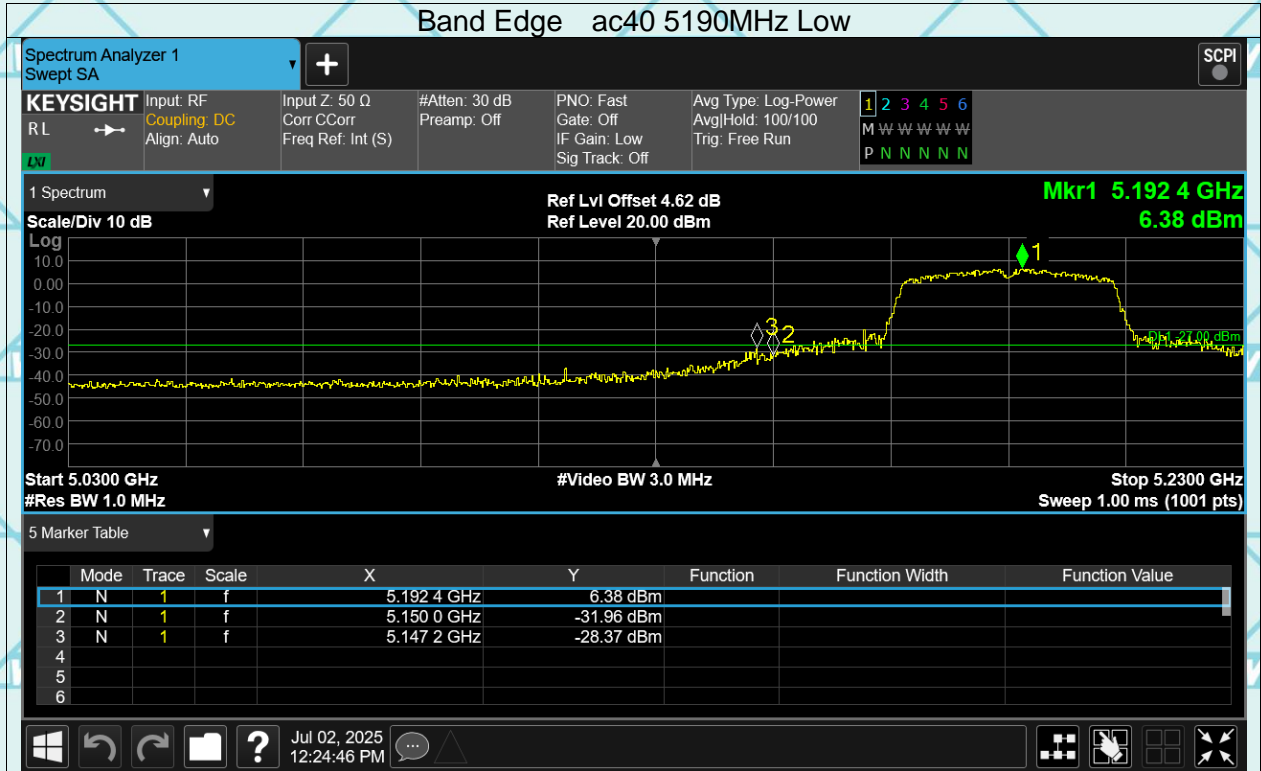 Band Edge ac40 5190MHz Low
Spectrum Analyzer 1
Swept SA
+
SCPI
KEYSIGHT
RL
LXI
Input: RF
Coupling: DC
Align: Auto
Input Z: 50 Ω
Corr CCorr
Freq Ref: Int (S)
#Atten: 30 dB
Preamp: Off
PNO: Fast
Gate: Off
IF Gain: Low
Sig Track: Off
Avg Type: Log-Power
Avg|Hold: 100/100
Trig: Free Run
1 2 3 4 5 6
M W W W W W
P N N N N N
1 Spectrum
Scale/Div 10 dB
Ref Lvl Offset 4.62 dB
Ref Level 20.00 dBm
Mkr1 5.192 4 GHz
6.38 dBm
Log
10.0
0.00
-10.0
-20.0
-30.0
-40.0
-50.0
-60.0
-70.0
1
3
2
DL1 -27.00 dBm
Start 5.0300 GHz
#Res BW 1.0 MHz
#Video BW 3.0 MHz
Stop 5.2300 GHz
Sweep 1.00 ms (1001 pts)
5 Marker Table
Mode Trace Scale X Y Function Function Width Function Value
1 N 1 f 5.192 4 GHz 6.38 dBm
2 N 1 f 5.150 0 GHz -31.96 dBm
3 N 1 f 5.147 2 GHz -28.37 dBm
4
5
6
?
Jul 02, 2025
12:24:46 PM